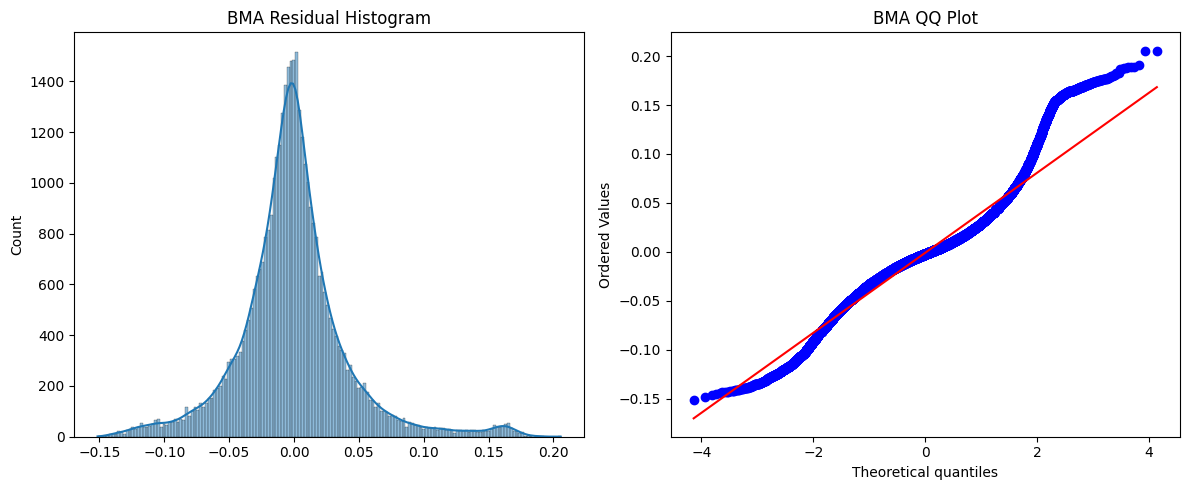 BMA Residual Histogram
Count
1400
1200
1000
800
600
400
200
0
−0.15 −0.10 −0.05 0.00 0.05 0.10 0.15 0.20
BMA QQ Plot
Ordered Values
0.20
0.15
0.10
0.05
0.00
−0.05
−0.10
−0.15
−4 −2 0 2 4
Theoretical quantiles